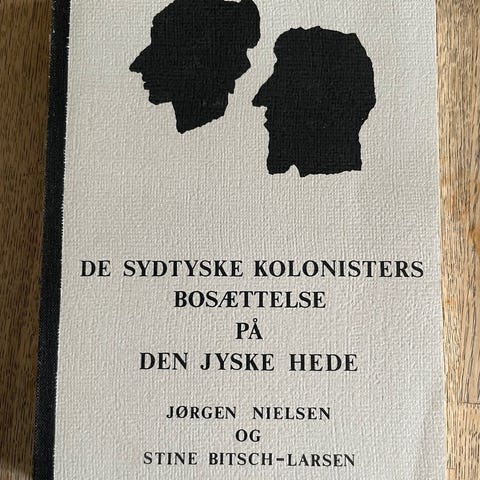 DE SYDTYSKE KOLONISTERS
BOSÆTTELSE
PÅ
DEN JYSKE HEDE
JØRGEN NIELSEN
OG
STINE BITSCH-LARSEN